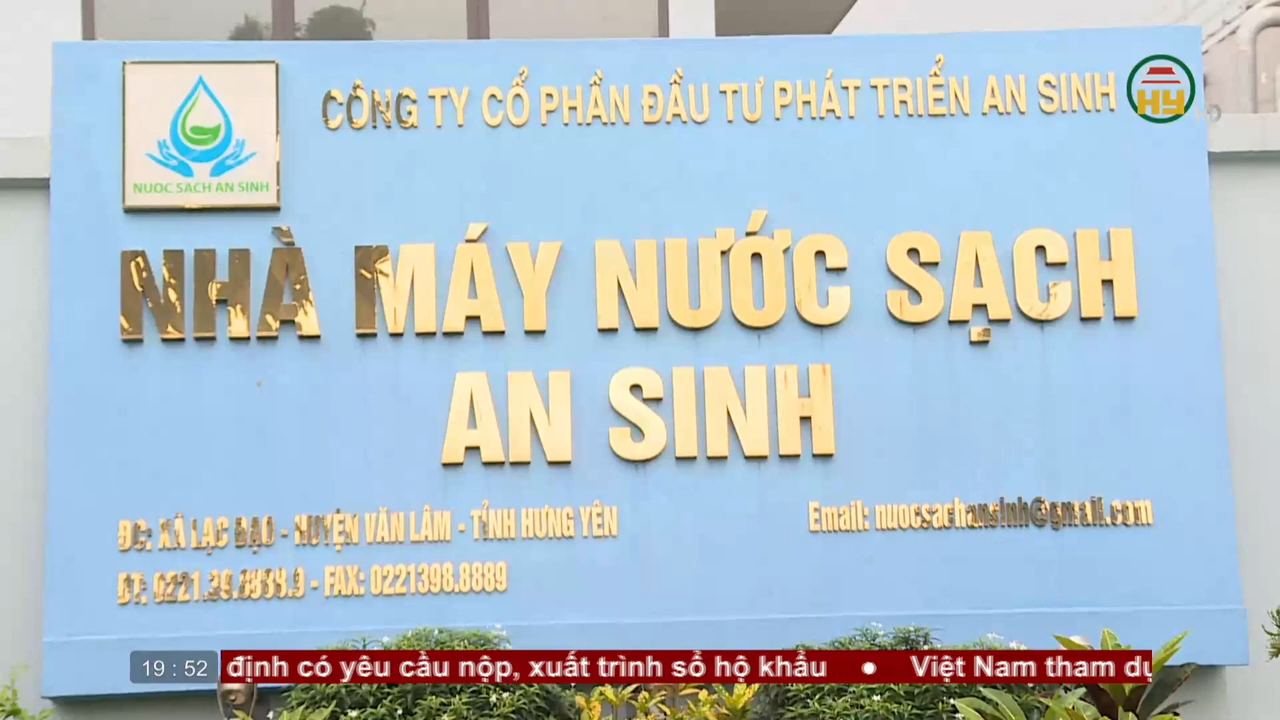 NUOC SACH AN SINH
CÔNG TY CỔ PHẦN ĐẦU TƯ PHÁT TRIỂN AN SINH
HY
NHÀ MÁY NƯỚC SẠCH
AN SINH
ĐC: XÃ LẠC ĐẠO - HUYỆN VĂN LÂM - TỈNH HƯNG YÊN
Email: nuocsachansinh@gmail.com
ĐT: - FAX: 0221398.8889
19 : 52
định có yêu cầu nộp, xuất trình sổ hộ khẩu • Việt Nam tham dự